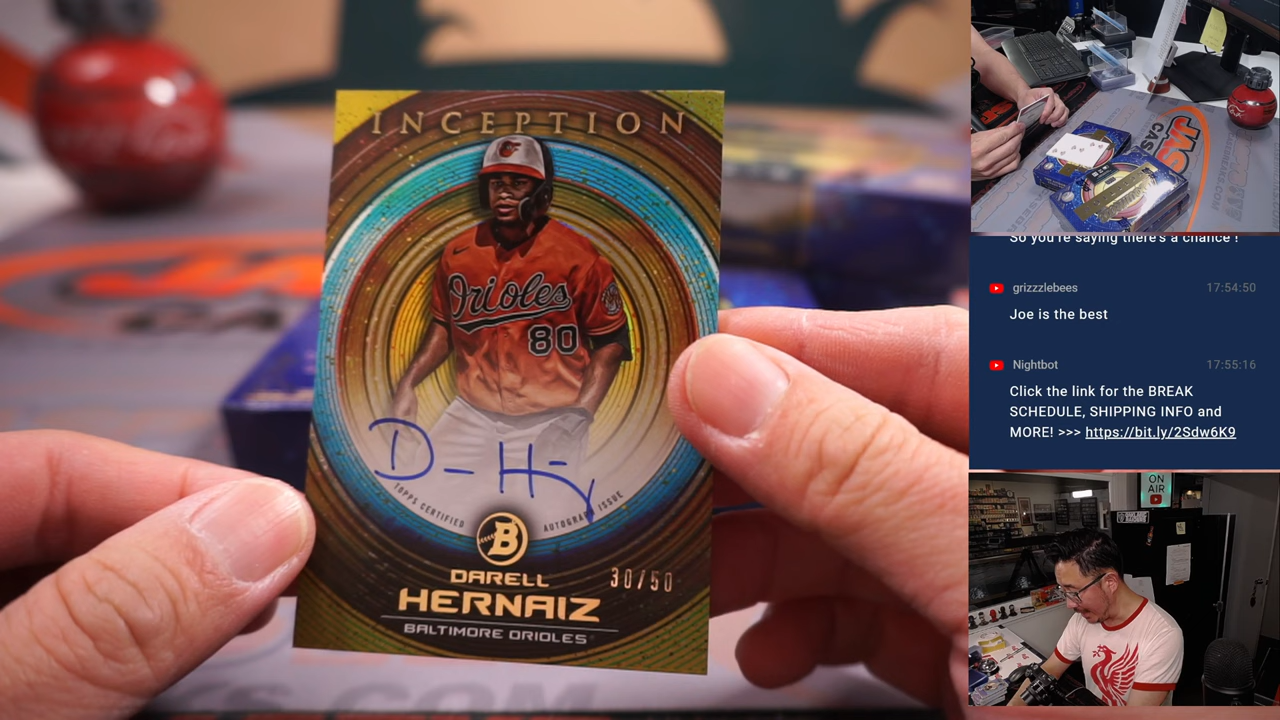 INCEPTION
Orioles
80
D-H
TOPPS CERTIFIED
AUTOGRAPH ISSUE
B
DARELL
30/50
HERNAIZ
BALTIMORE ORIOLES
So you're saying there's a chance !
grizzzlebees
17:54:50
Joe is the best
Nightbot
17:55:16
Click the link for the BREAK
SCHEDULE, SHIPPING INFO and
MORE! >>> https://bit.ly/2Sdw6K9
ON
AIR